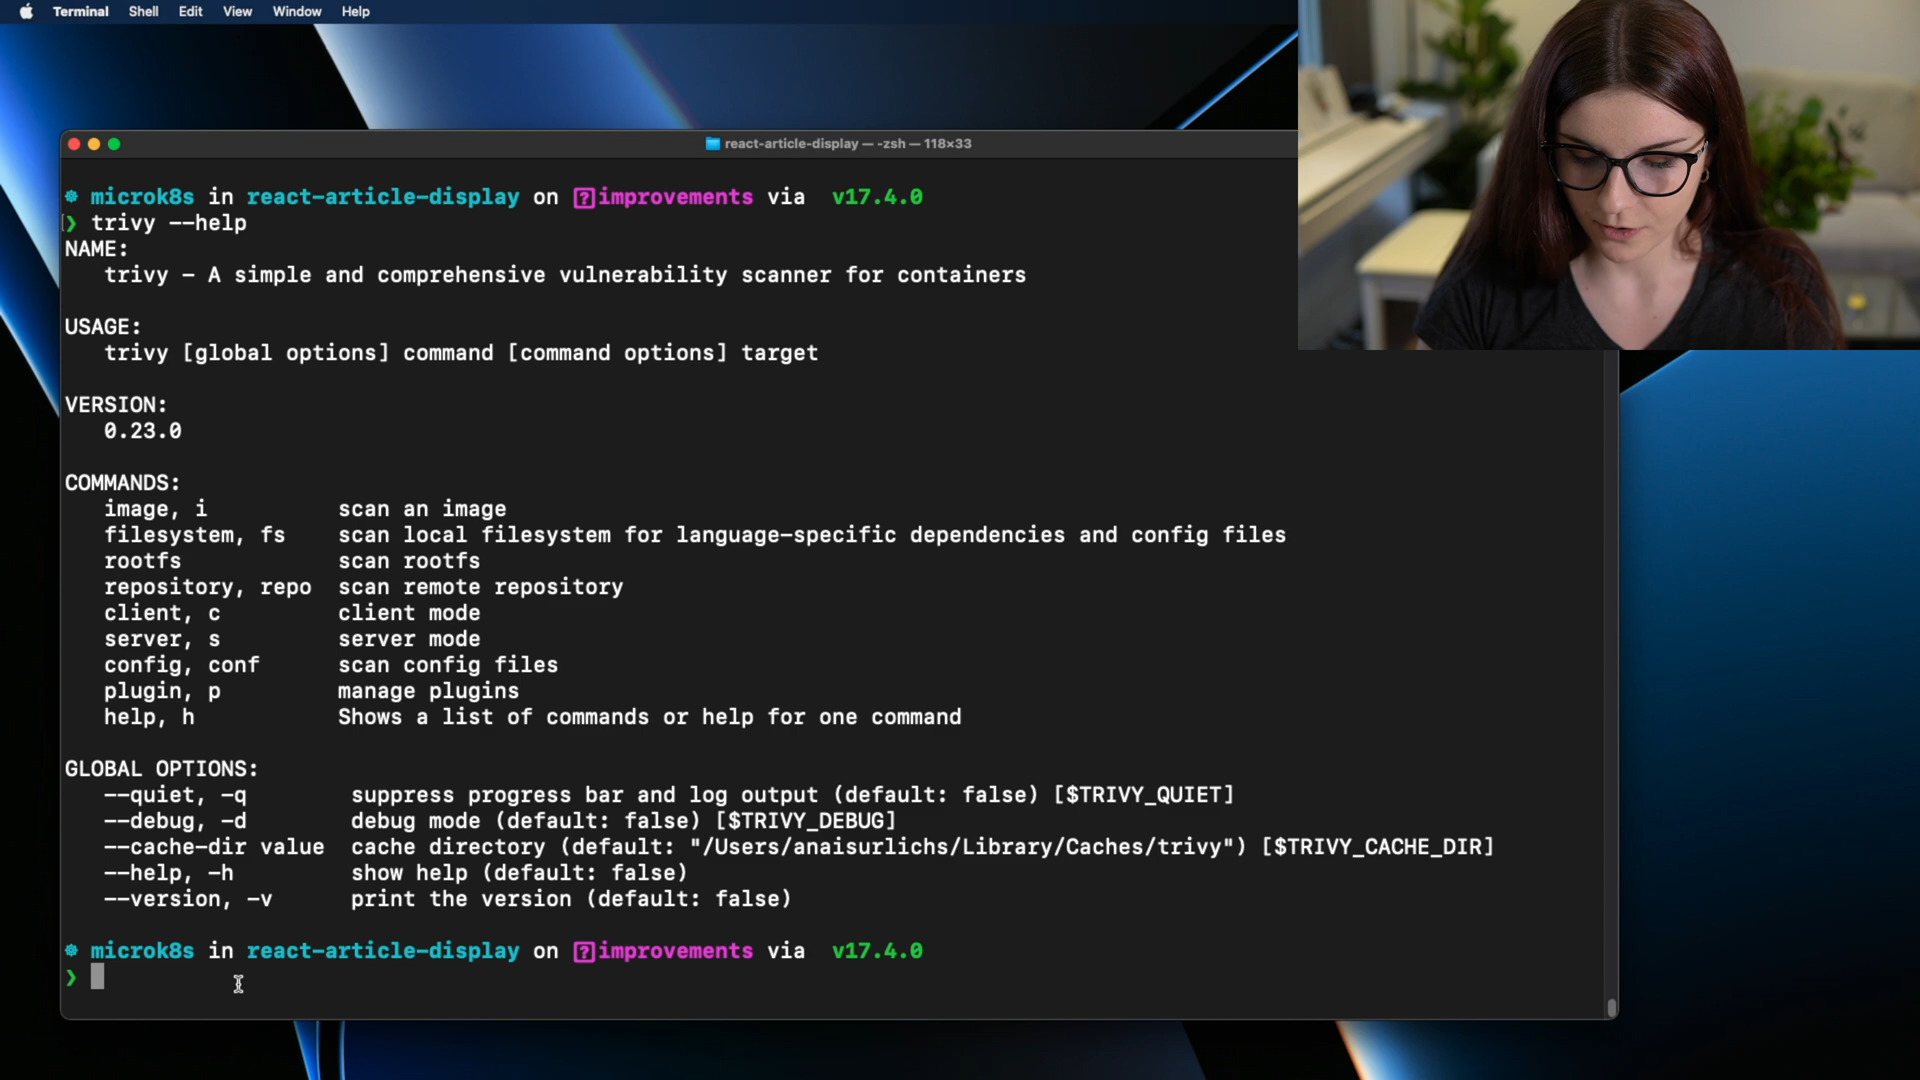 Terminal Shell Edit View Window Help
react-article-display — -zsh — 118×33
microk8s in react-article-display on improvements via v17.4.0
❯ trivy --help
NAME:
trivy - A simple and comprehensive vulnerability scanner for containers
USAGE:
trivy [global options] command [command options] target
VERSION:
0.23.0
COMMANDS:
image, i scan an image
filesystem, fs scan local filesystem for language-specific dependencies and config files
rootfs scan rootfs
repository, repo scan remote repository
client, c client mode
server, s server mode
config, conf scan config files
plugin, p manage plugins
help, h Shows a list of commands or help for one command
GLOBAL OPTIONS:
--quiet, -q suppress progress bar and log output (default: false) [$TRIVY_QUIET]
--debug, -d debug mode (default: false) [$TRIVY_DEBUG]
--cache-dir value cache directory (default: "/Users/anaisurlichs/Library/Caches/trivy") [$TRIVY_CACHE_DIR]
--help, -h show help (default: false)
--version, -v print the version (default: false)
microk8s in react-article-display on improvements via v17.4.0
❯